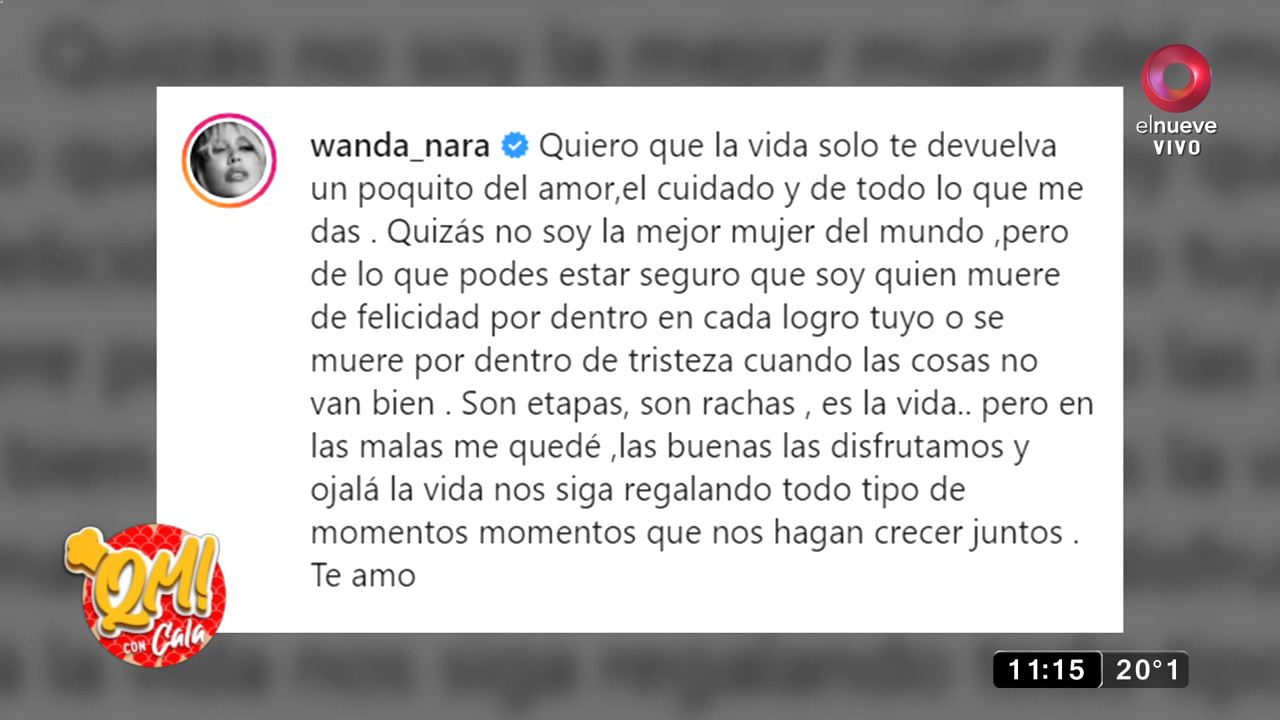 elnueve
VIVO
wanda_nara Quiero que la vida solo te devuelva
un poquito del amor,el cuidado y de todo lo que me
das . Quizás no soy la mejor mujer del mundo ,pero
de lo que podes estar seguro que soy quien muere
de felicidad por dentro en cada logro tuyo o se
muere por dentro de tristeza cuando las cosas no
van bien . Son etapas, son rachas , es la vida.. pero en
las malas me quedé ,las buenas las disfrutamos y
ojalá la vida nos siga regalando todo tipo de
momentos momentos que nos hagan crecer juntos .
Te amo
QM!
CON Cala
11:15 20°1